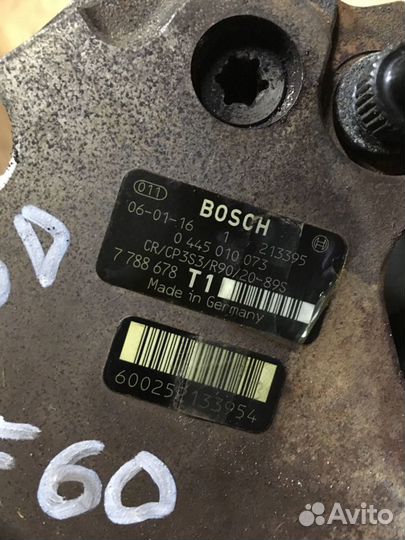 011
06-01-16 1 213395
BOSCH
0 445 010 073
CR/CP3S3/R90/20-89S
7 788 678 T1
Made in Germany
60
Avito